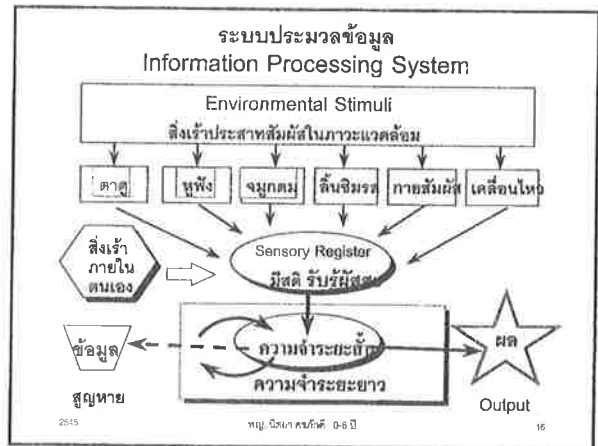 ระบบประมวลข้อมูล
Information Processing System
Environmental Stimuli
สิ่งเร้าประสาทสัมผัสในภาวะแวดล้อม
ตาดู หูฟัง จมูกดม ลิ้นชิมรส กายสัมผัส เคลื่อนไหว
สิ่งเร้า
ภายใน
ตนเอง
Sensory Register
มีสติ รับรู้ผัสสะ
ข้อมูล
ความจำระยะสั้น
ผล
ความจำระยะยาว
สูญหาย
Output
2545
พญ. นิตยา คชภักดี 0-6 ปี
16